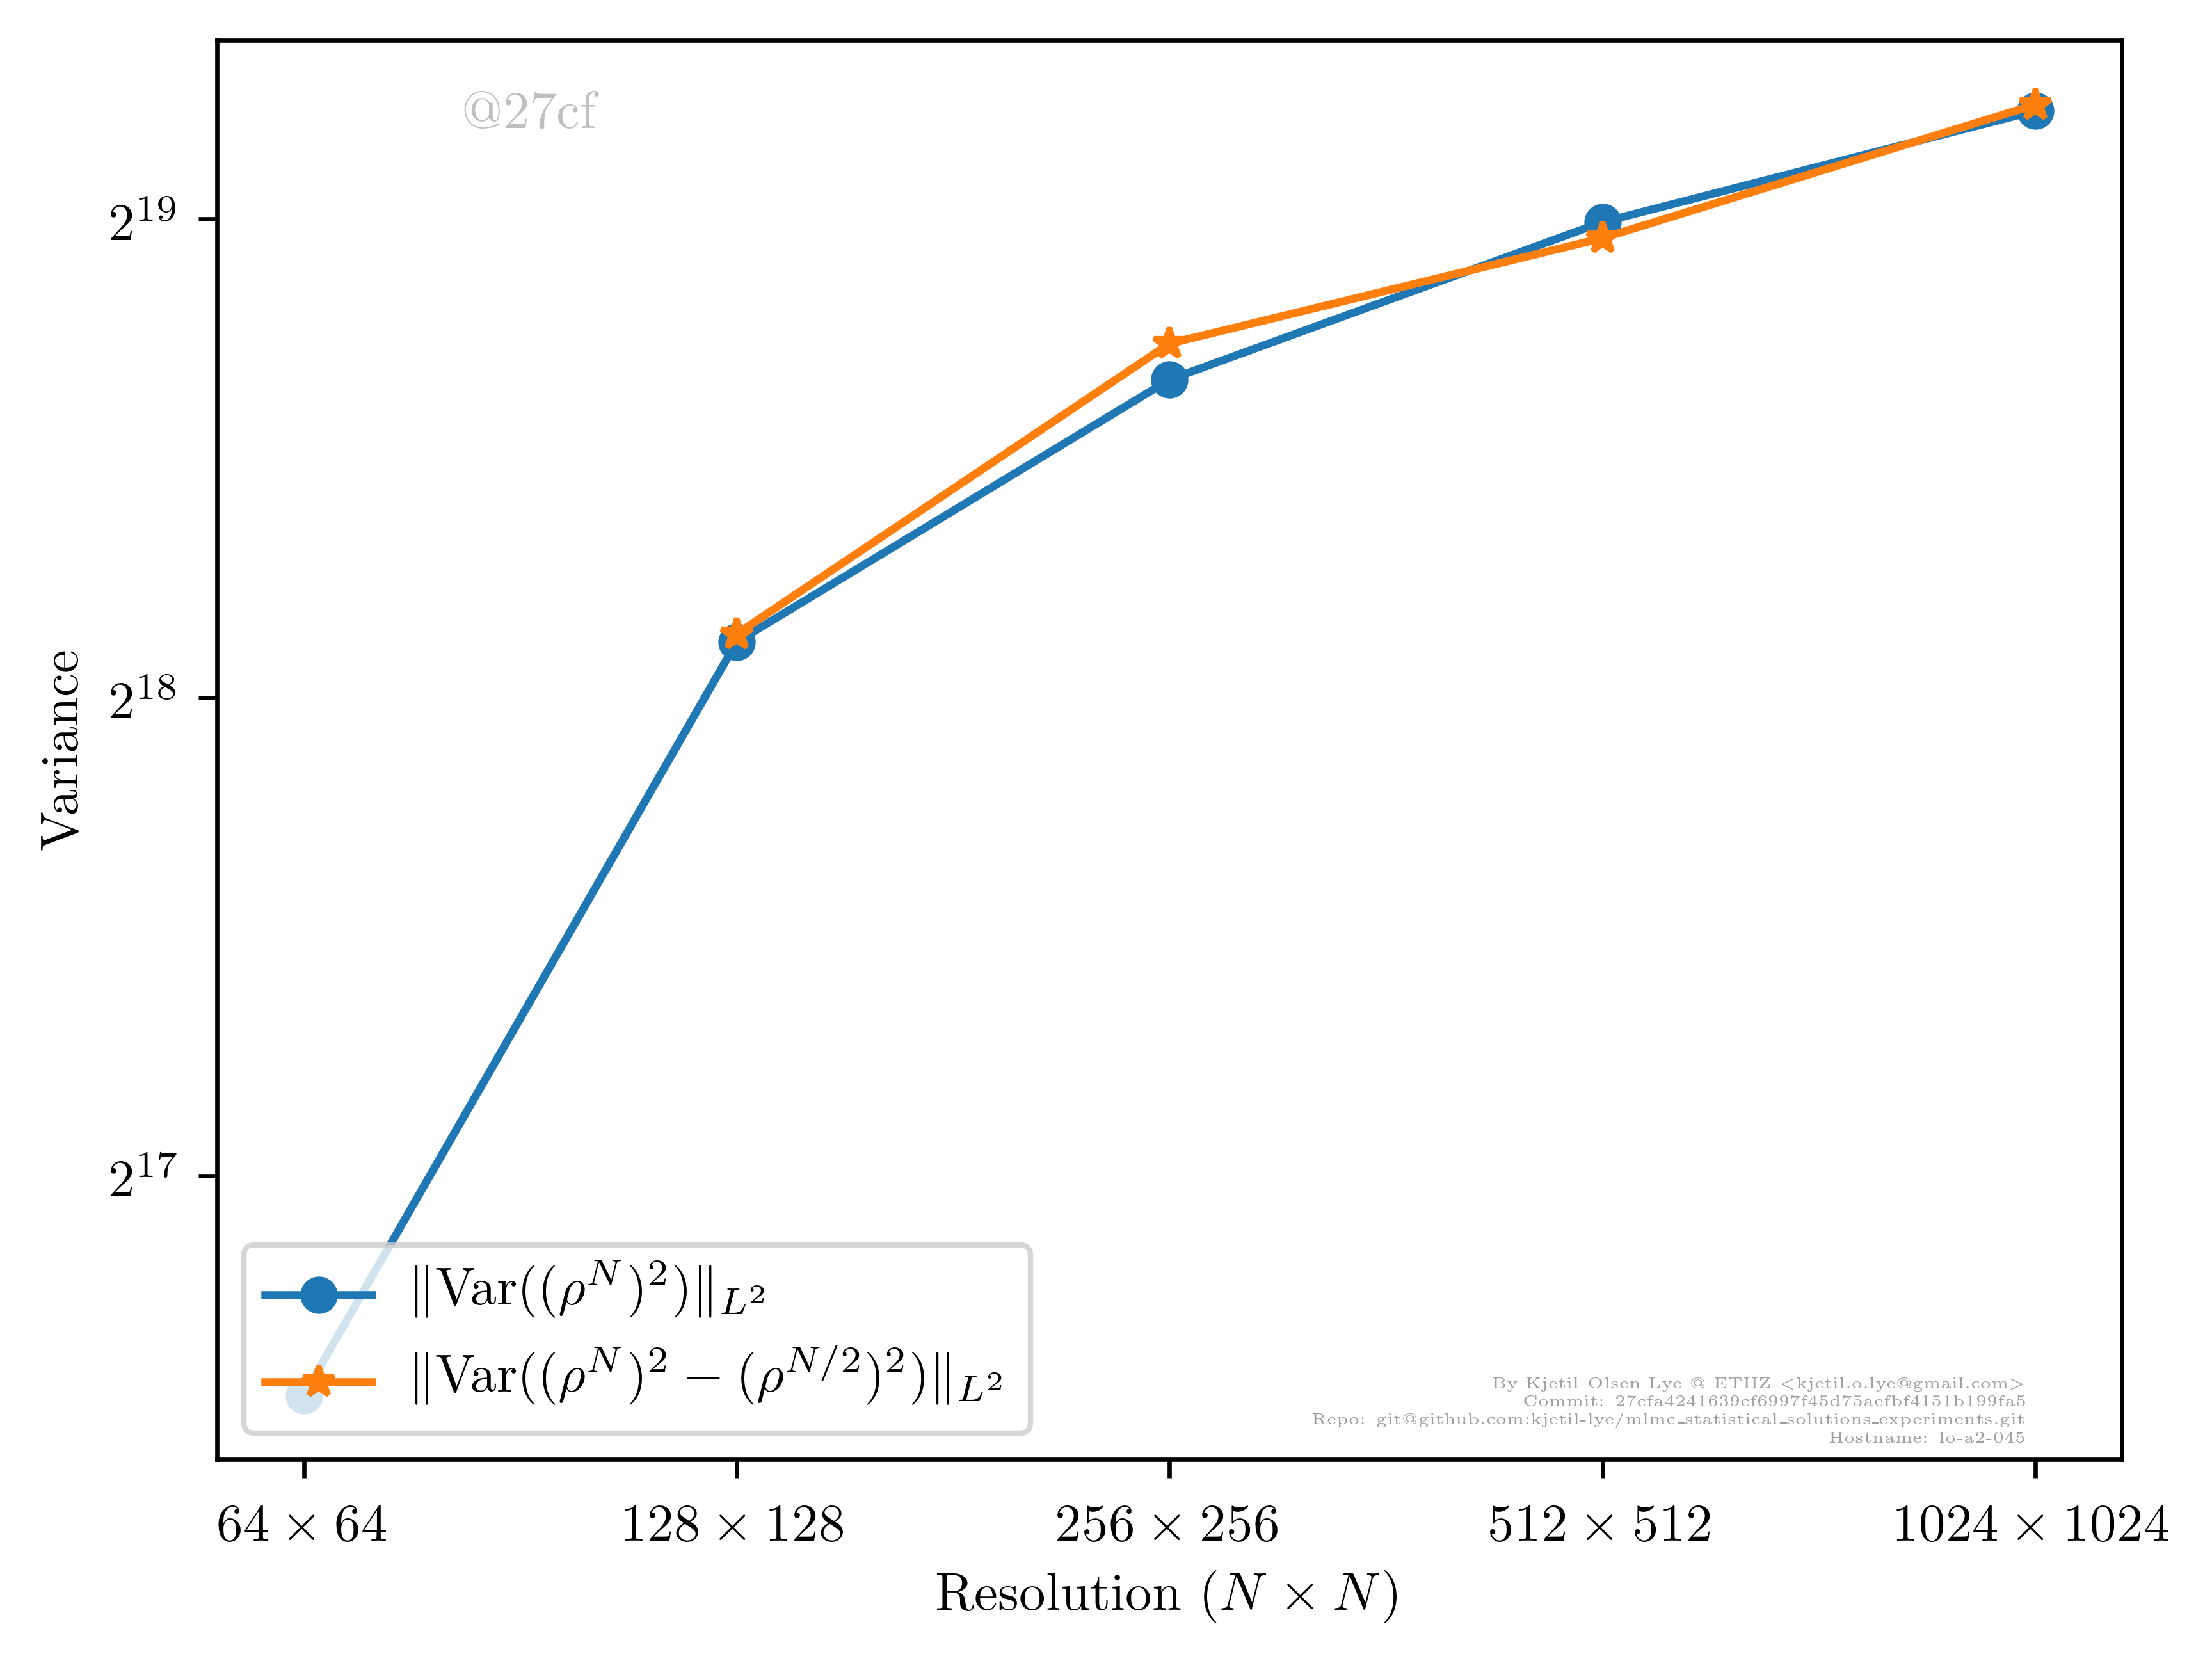 @27cf
2^19
2^18
2^17
Variance
‖Var((ρ^N)^2)‖_{L^2}
‖Var((ρ^N)^2 − (ρ^{N/2})^2)‖_{L^2}
By Kjetil Olsen Lye @ ETHZ <kjetil.o.lye@gmail.com>
Commit: 27cfa4241639cf6997f45d75aefbf4151b199fa5
Repo: git@github.com:kjetil-lye/mlmc_statistical_solutions_experiments.git
Hostname: lo-a2-045
64 × 64 128 × 128 256 × 256 512 × 512 1024 × 1024
Resolution (N × N)